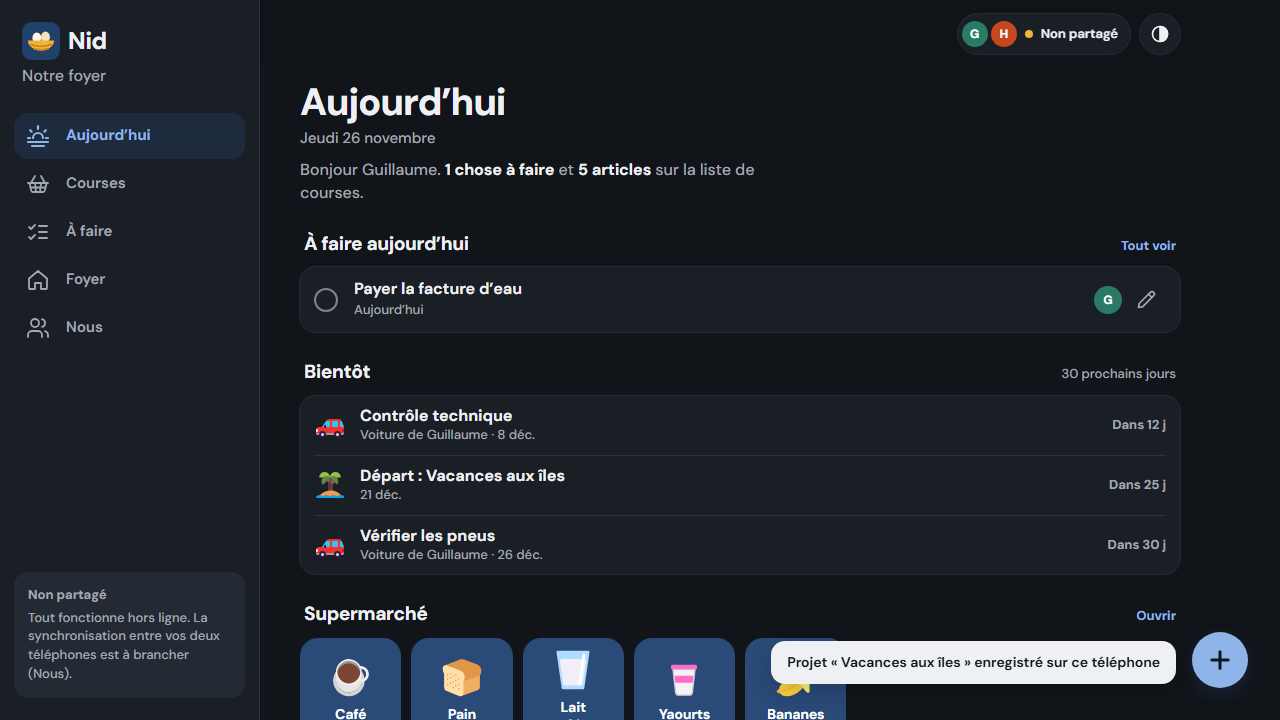 Nid
Notre foyer
Aujourd’hui
Courses
À faire
Foyer
Nous
Non partagé
Tout fonctionne hors ligne. La
synchronisation entre vos deux
téléphones est à brancher
(Nous).
G H Non partagé
Aujourd’hui
Jeudi 26 novembre
Bonjour Guillaume. 1 chose à faire et 5 articles sur la liste de
courses.
À faire aujourd’hui
Tout voir
Payer la facture d’eau
Aujourd’hui
G
Bientôt
30 prochains jours
Contrôle technique
Voiture de Guillaume · 8 déc.
Dans 12 j
Départ : Vacances aux îles
21 déc.
Dans 25 j
Vérifier les pneus
Voiture de Guillaume · 26 déc.
Dans 30 j
Supermarché
Ouvrir
Café
Pain
Lait
Yaourts
Bananes
Projet « Vacances aux îles » enregistré sur ce téléphone